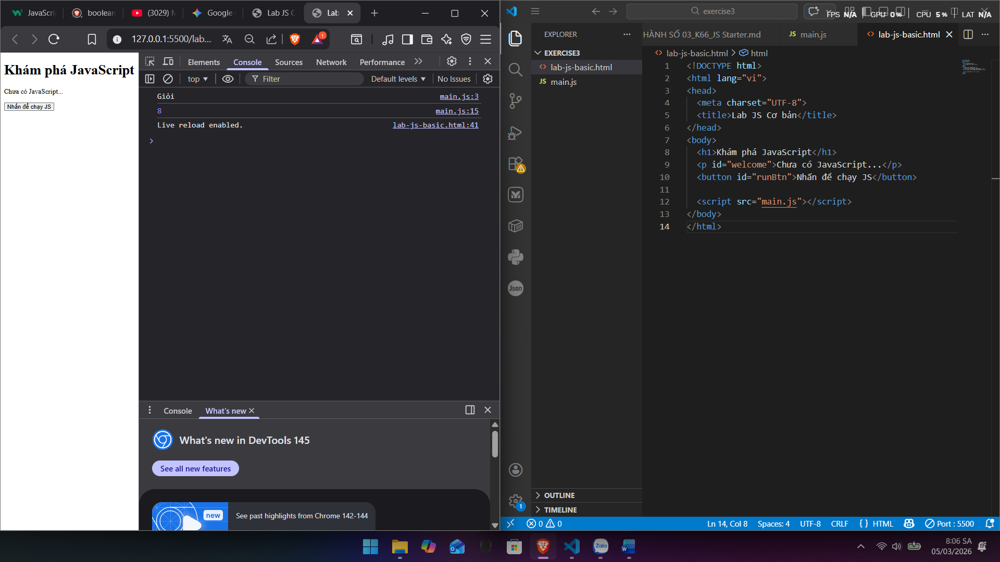 JavaScri
boolean
(3029)
Google
Lab JS C
Lab
127.0.0.1:5500/lab...
1
Khám phá JavaScript
Chưa có JavaScript...
Nhấn để chạy JS
Elements
Console
Sources
Network
Performance
top
Filter
Default levels
No Issues
Giỏi
main.js:3
8
main.js:15
Live reload enabled.
lab-js-basic.html:41
Console
What's new
What's new in DevTools 145
See all new features
new
See past highlights from Chrome 142-144
exercise3
FPS N/A
GPU 0%
CPU 5%
LAT N/A
EXPLORER
HÀNH SỐ 03_K66_JS Starter.md
JS main.js
lab-js-basic.html
EXERCISE3
lab-js-basic.html
JS main.js
lab-js-basic.html > html
1 <!DOCTYPE html>
2 <html lang="vi">
3 <head>
4 <meta charset="UTF-8">
5 <title>Lab JS Cơ bản</title>
6 </head>
7 <body>
8 <h1>Khám phá JavaScript</h1>
9 <p id="welcome">Chưa có JavaScript...</p>
10 <button id="runBtn">Nhấn để chạy JS</button>
11
12 <script src="main.js"></script>
13 </body>
14 </html>
Json
OUTLINE
TIMELINE
1
0 0
Ln 14, Col 8
Spaces: 4
UTF-8
CRLF
{ } HTML
Port : 5500
Zalo
W
8:06 SA
05/03/2026